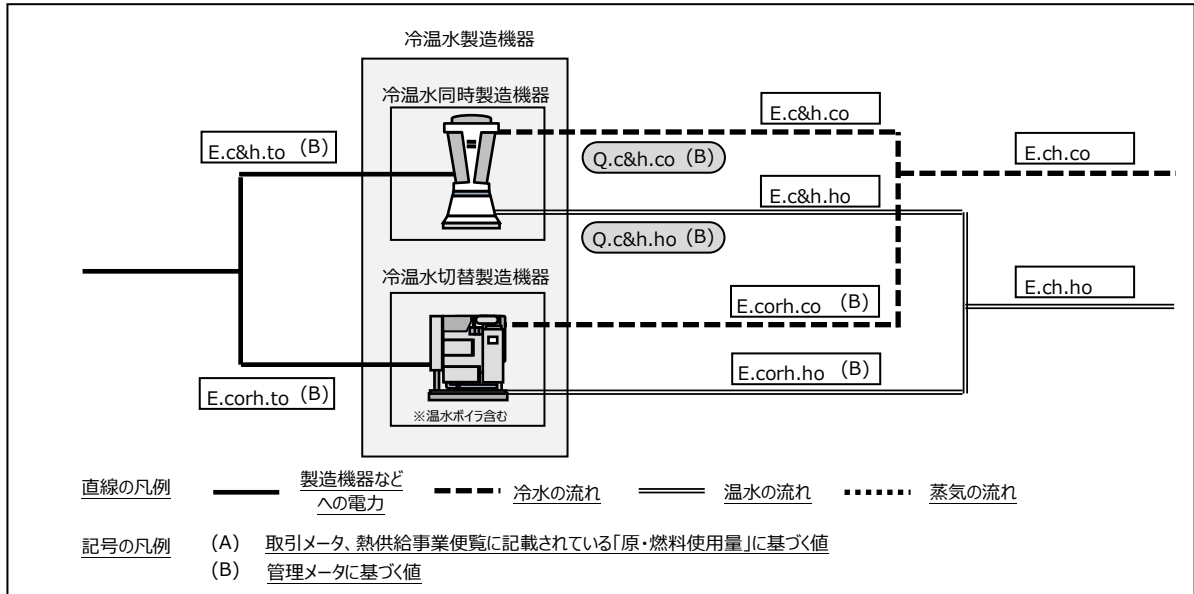 冷温水製造機器
冷温水同時製造機器
E.c&h.to (B)
Q.c&h.co (B)
Q.c&h.ho (B)
E.c&h.co
E.c&h.ho
E.ch.co
冷温水切替製造機器
E.corh.to (B)
※温水ボイラ含む
E.corh.co (B)
E.corh.ho (B)
E.ch.ho
直線の凡例
製造機器など
への電力
冷水の流れ
温水の流れ
蒸気の流れ
記号の凡例
(A) 取引メータ、熱供給事業便覧に記載されている「原・燃料使用量」に基づく値
(B) 管理メータに基づく値